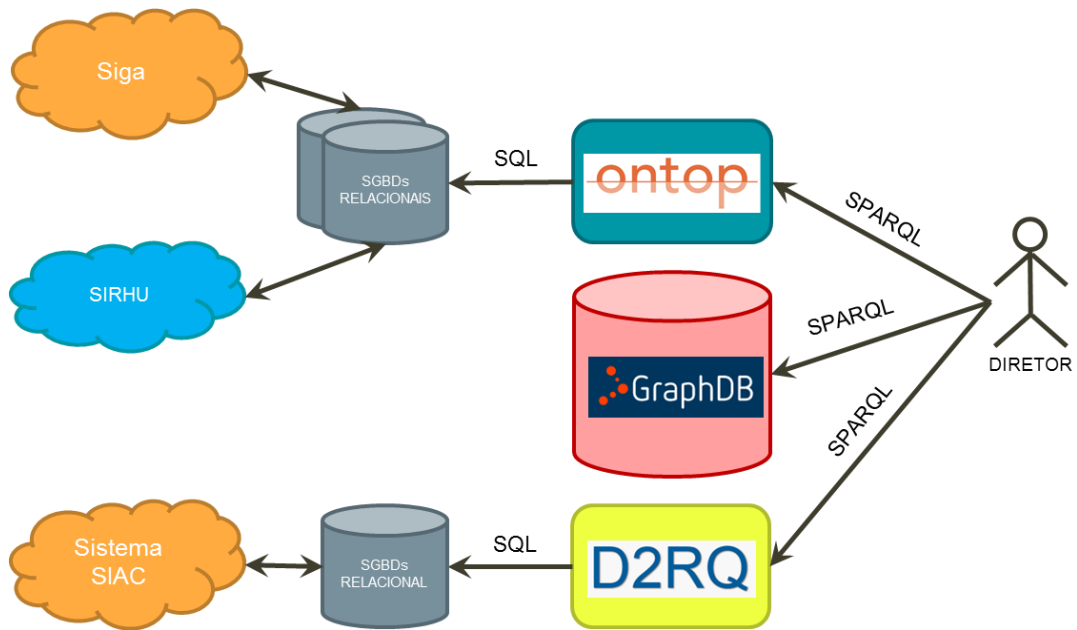 Siga
SGBDs
RELACIONAIS
SQL
ontop
SPARQL
SIRHU
SPARQL
GraphDB
DIRETOR
SPARQL
Sistema
SIAC
SGBDs
RELACIONAL
SQL
D2RQ